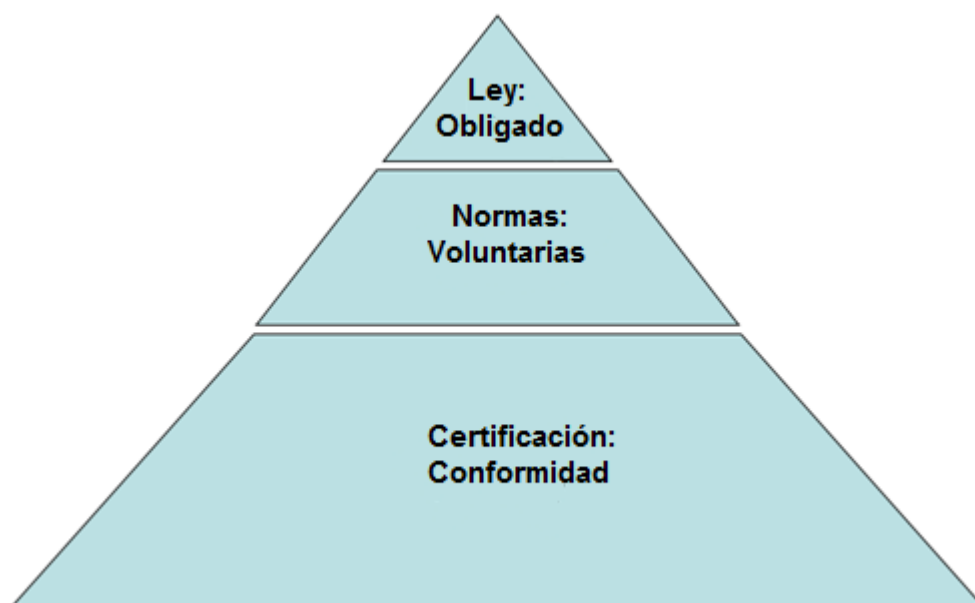 Ley:
Obligado
Normas:
Voluntarias
Certificación:
Conformidad